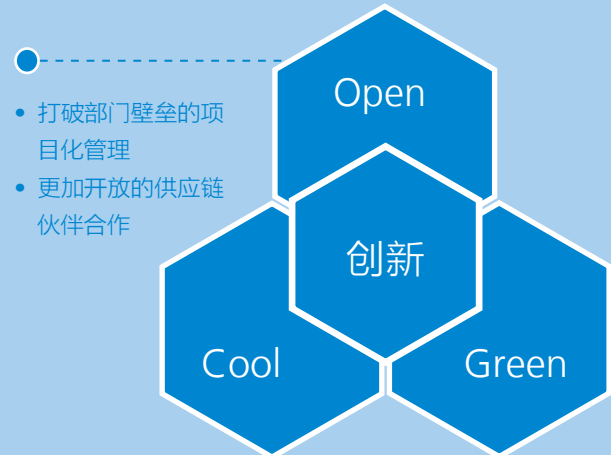 Open
• 打破部门壁垒的项
目化管理
• 更加开放的供应链
伙伴合作
创新
Cool
Green